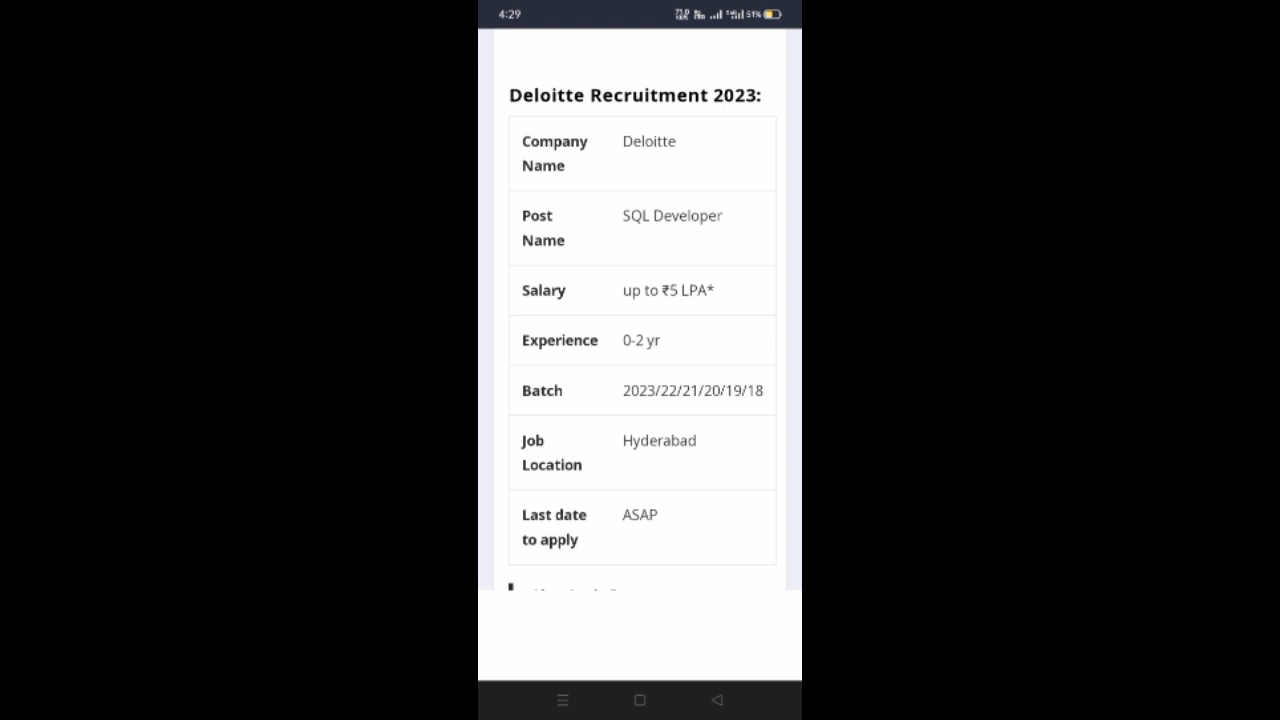 4:29
51%
Deloitte Recruitment 2023:
Company Name
Deloitte
Post Name
SQL Developer
Salary
up to ₹5 LPA*
Experience
0-2 yr
Batch
2023/22/21/20/19/18
Job Location
Hyderabad
Last date to apply
ASAP